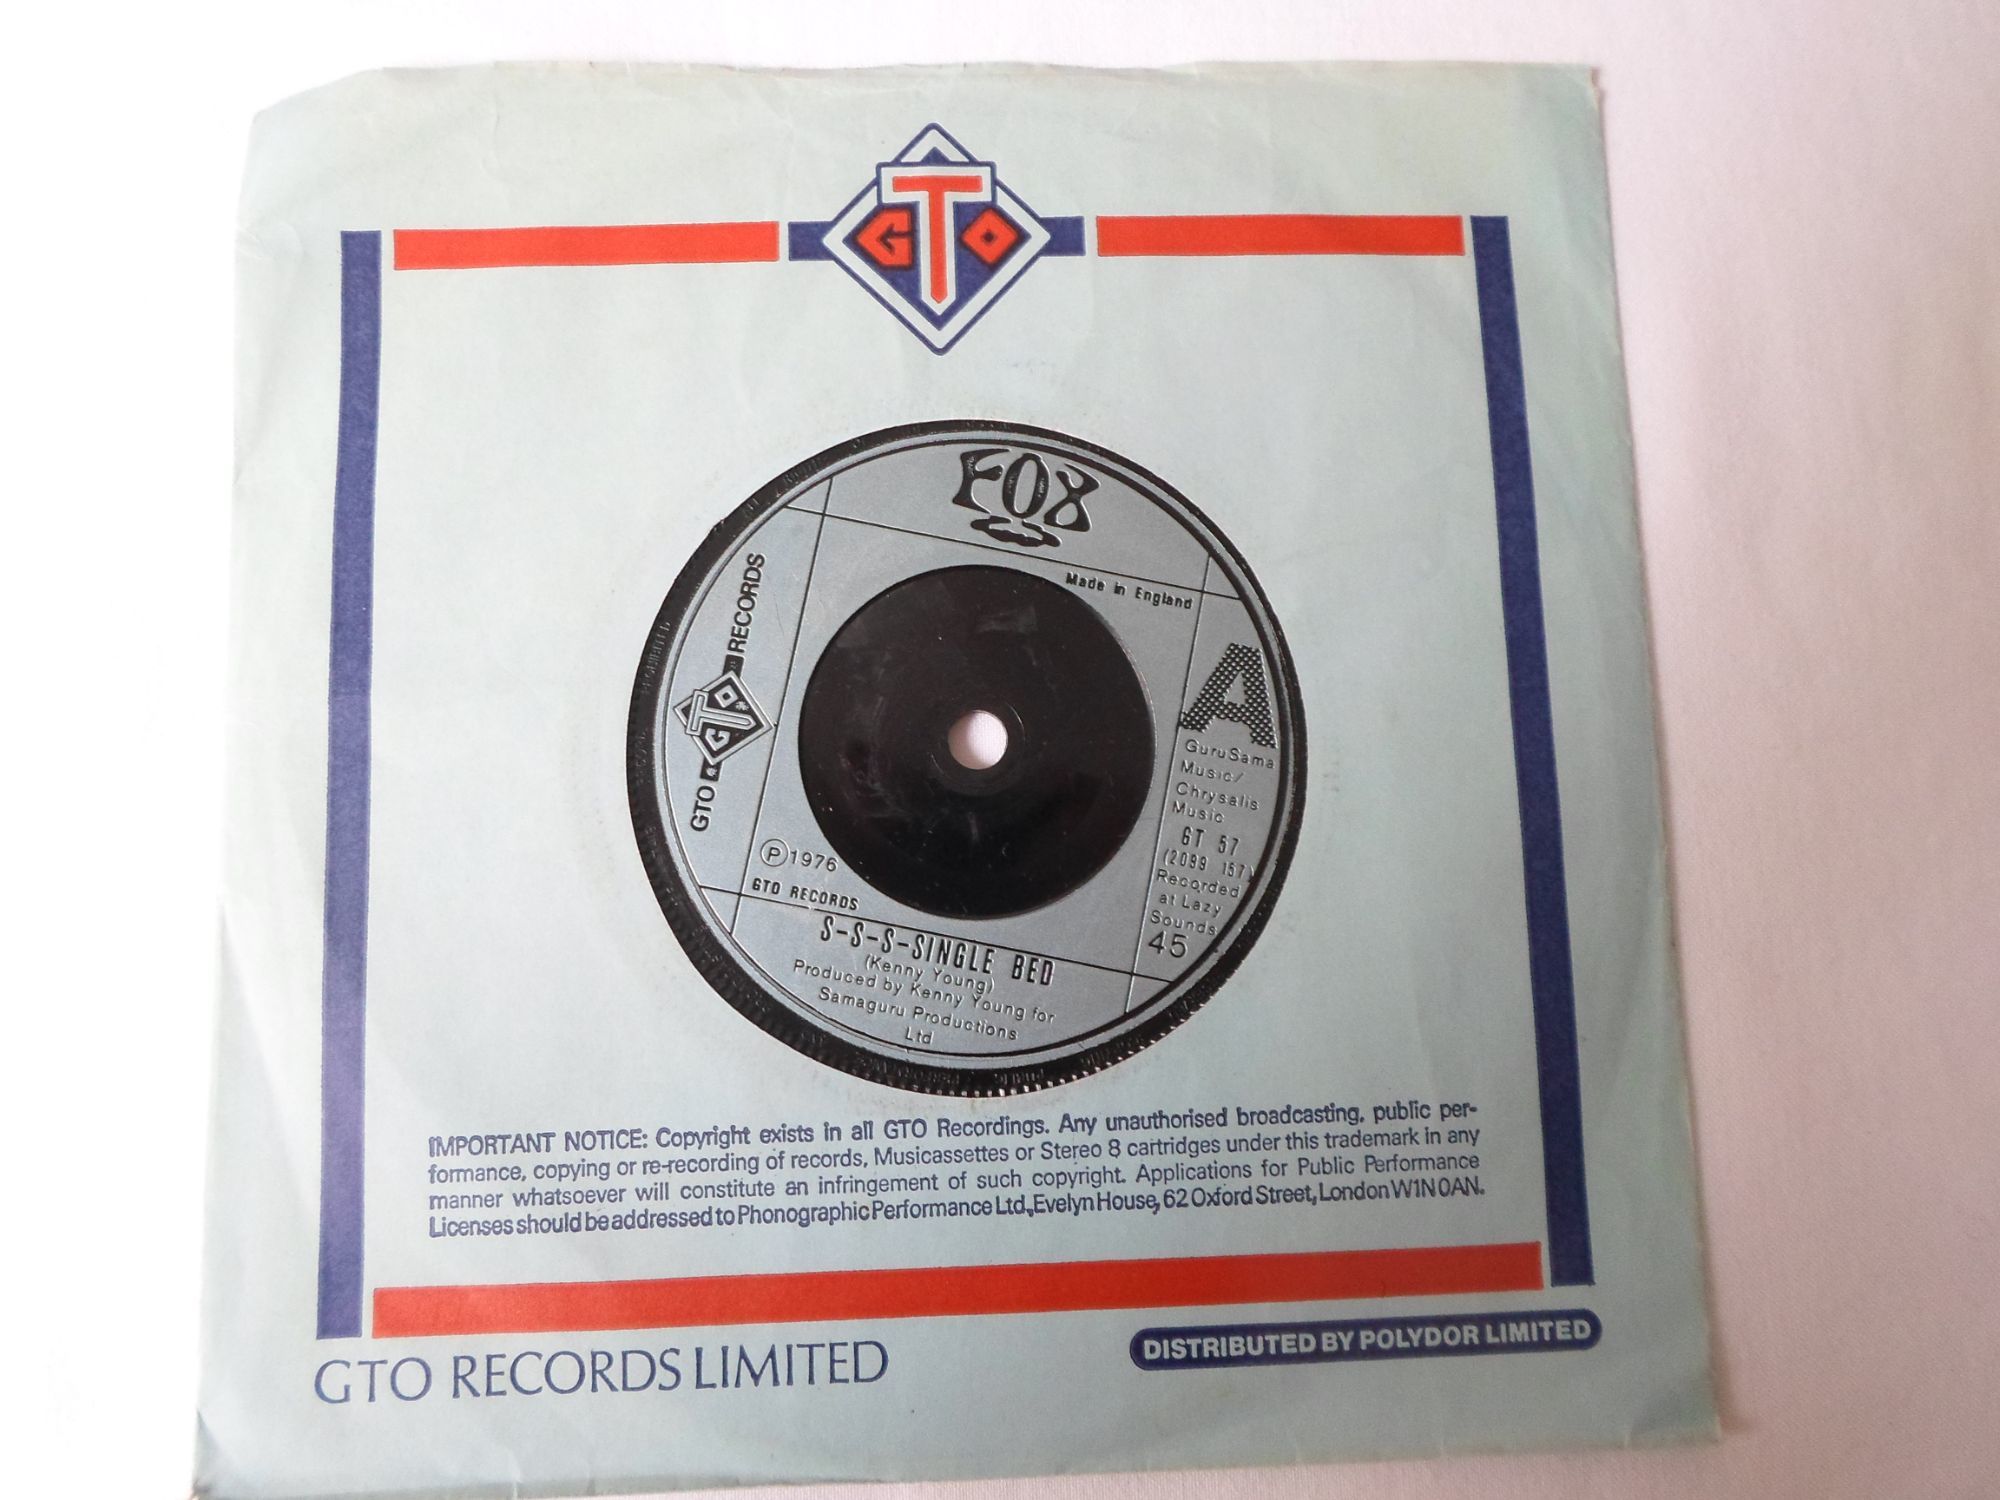 GTO
FOX
Made in England
GTO GTO RECORDS
A
GuruSama
Music/
Chrysalis
Music
GT 57
(2099 157)
Recorded
at Lazy
Sounds
45
Ⓟ1976
GTO RECORDS
S-S-S-SINGLE BED
(Kenny Young)
Produced by Kenny Young for
Samaguru Productions
Ltd
IMPORTANT NOTICE: Copyright exists in all GTO Recordings. Any unauthorised broadcasting, public per-
formance, copying or re-recording of records, Musicassettes or Stereo 8 cartridges under this trademark in any
manner whatsoever will constitute an infringement of such copyright. Applications for Public Performance
Licenses should be addressed to Phonographic Performance Ltd., Evelyn House, 62 Oxford Street, London W1N 0AN.
GTO RECORDS LIMITED
DISTRIBUTED BY POLYDOR LIMITED